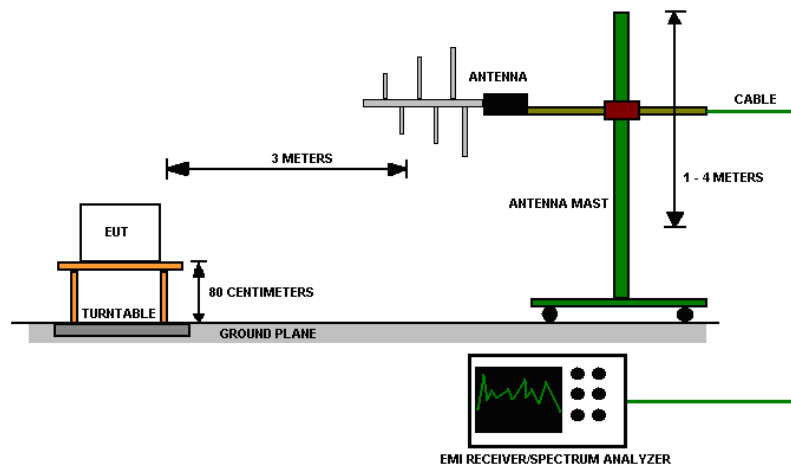 ANTENNA
CABLE
3 METERS
1 - 4 METERS
ANTENNA MAST
EUT
80 CENTIMETERS
TURNTABLE
GROUND PLANE
EMI RECEIVER/SPECTRUM ANALYZER